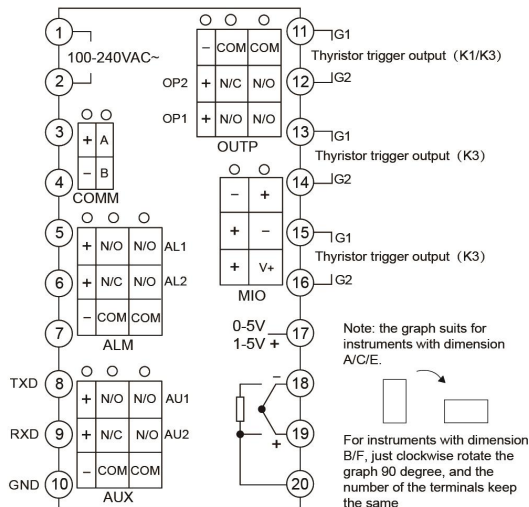 1
100-240VAC~
2
3
+ A
- B
4
COMM
- COM COM
OP2 + N/C N/O
OP1 + N/O N/O
OUTP
11 G1
Thyristor trigger output (K1/K3)
12 G2
13 G1
Thyristor trigger output (K3)
14 G2
- +
+ -
+ V+
MIO
15 G1
Thyristor trigger output (K3)
16 G2
5
+ N/O N/O AL1
6
+ N/C N/O AL2
- COM COM
7
ALM
0-5V
1-5V + 17
TXD 8
+ N/O N/O AU1
RXD 9
+ N/C N/O AU2
- COM COM
GND 10
AUX
- 18
+ 19
20
Note: the graph suits for
instruments with dimension
A/C/E.
For instruments with dimension
B/F, just clockwise rotate the
graph 90 degree, and the
number of the terminals keep
the same